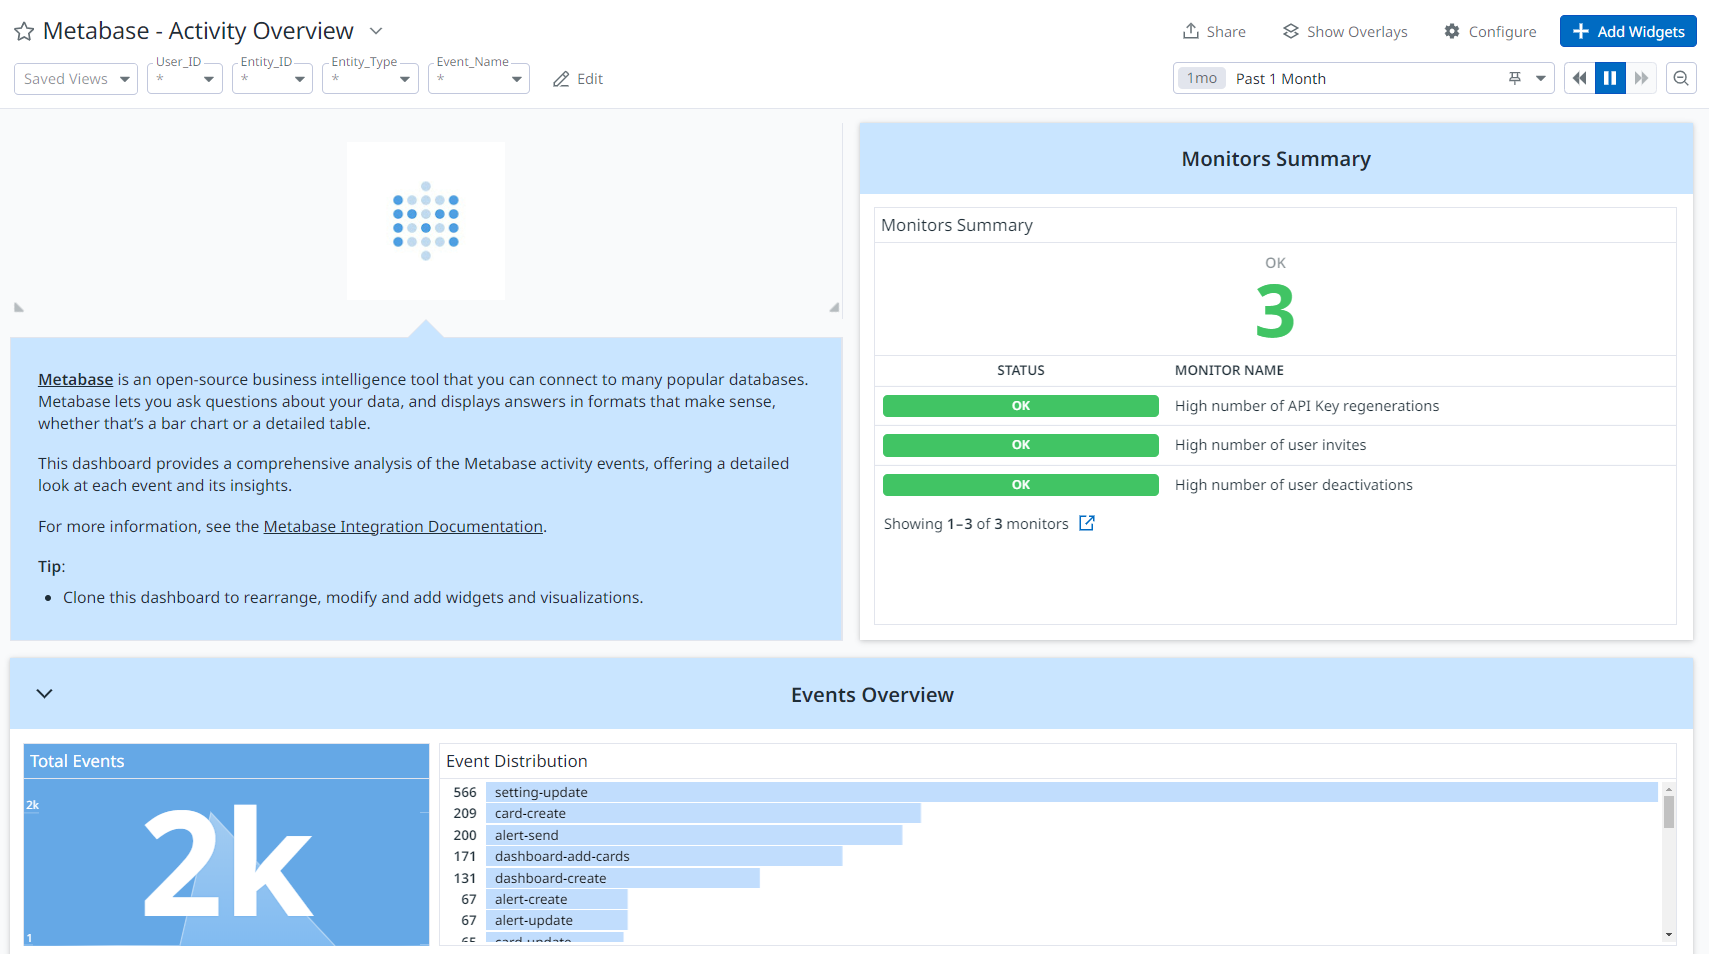 Metabase - Activity Overview
Share
Show Overlays
Configure
Add Widgets
Saved Views
User_ID
*
Entity_ID
*
Entity_Type
*
Event_Name
*
Edit
1mo
Past 1 Month
Metabase is an open-source business intelligence tool that you can connect to many popular databases.
Metabase lets you ask questions about your data, and displays answers in formats that make sense,
whether that's a bar chart or a detailed table.
This dashboard provides a comprehensive analysis of the Metabase activity events, offering a detailed
look at each event and its insights.
For more information, see the Metabase Integration Documentation.
Tip:
• Clone this dashboard to rearrange, modify and add widgets and visualizations.
Monitors Summary
Monitors Summary
OK
3
STATUS MONITOR NAME
OK High number of API Key regenerations
OK High number of user invites
OK High number of user deactivations
Showing 1–3 of 3 monitors
Events Overview
Total Events
2k
2k
1
Event Distribution
566 setting-update
209 card-create
200 alert-send
171 dashboard-add-cards
131 dashboard-create
67 alert-create
67 alert-update
65 card-update